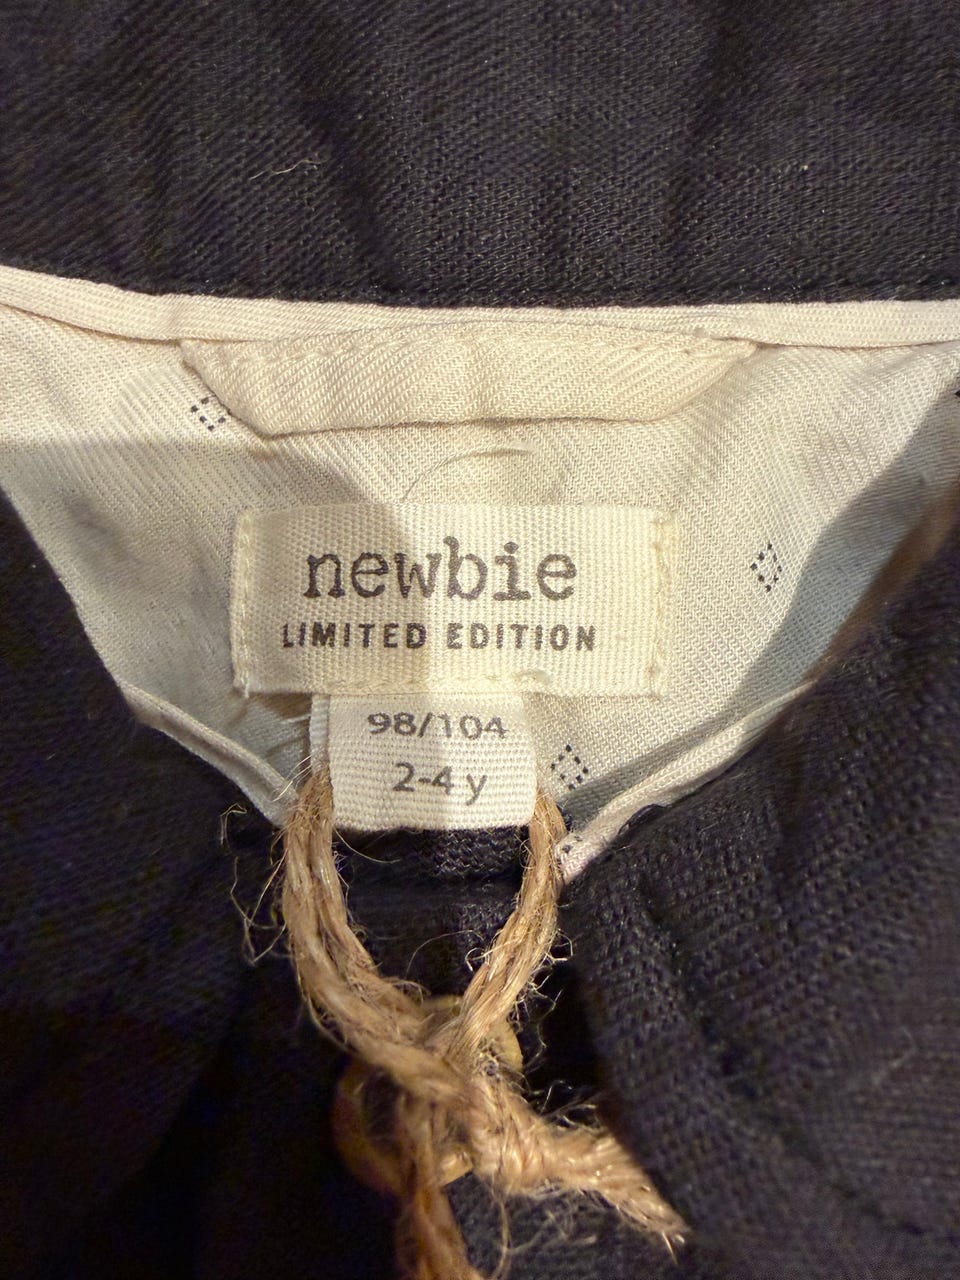 newbie
LIMITED EDITION
98/104
2-4 y